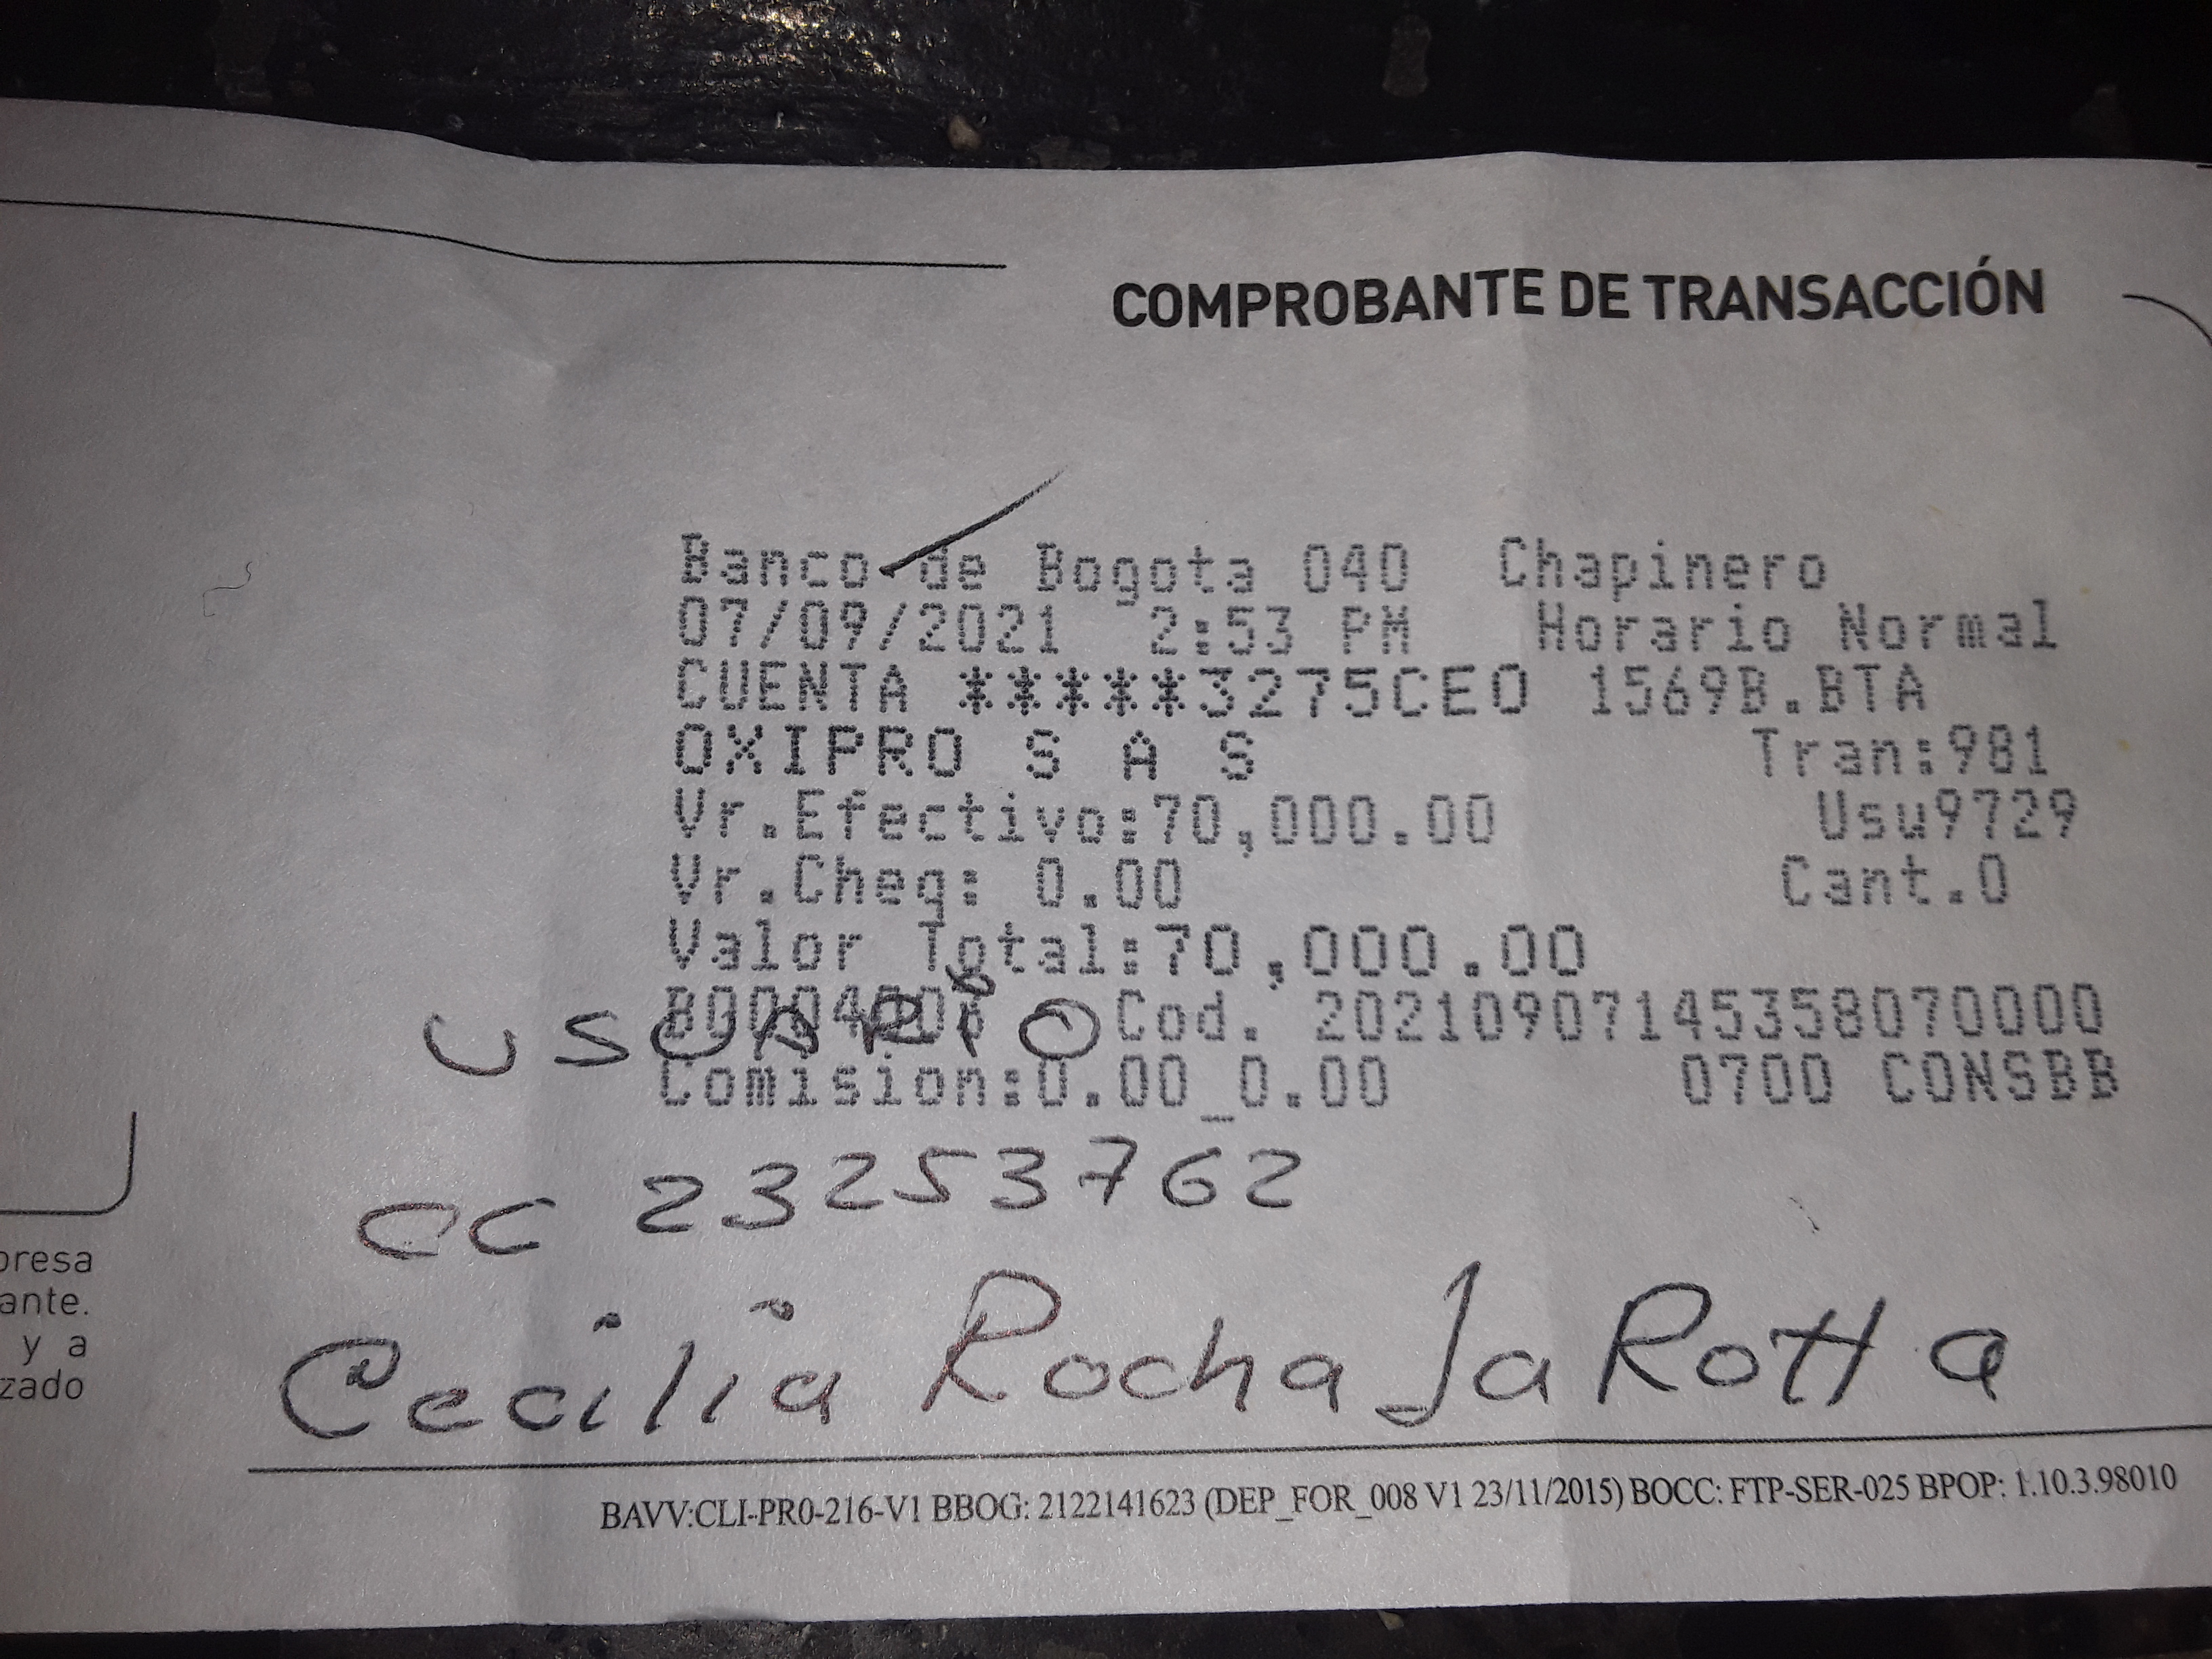 COMPROBANTE DE TRANSACCIÓN
Banco de Bogota 040 Chapinero
07/09/2021 2:53 PM Horario Normal
CUENTA *****3275CEO 1569B.BTA
OXIPRO S A S Tran:981
Vr.Efectivo:70,000.00 Usu9729
Vr.Cheq: 0.00 Cant.0
Valor Total:70,000.00
Cod. 20210907145358070000
usuario
Comision:0.00_0.00 0700 CONSBB
CC 23253762
Cecilia Rocha La Rotta
presa
ante.
y a
zado
BAVV:CLI-PR0-216-V1 BBOG: 2122141623 (DEP_FOR_008 V1 23/11/2015) BOCC: FTP-SER-025 BPOP: 1.10.3.98010